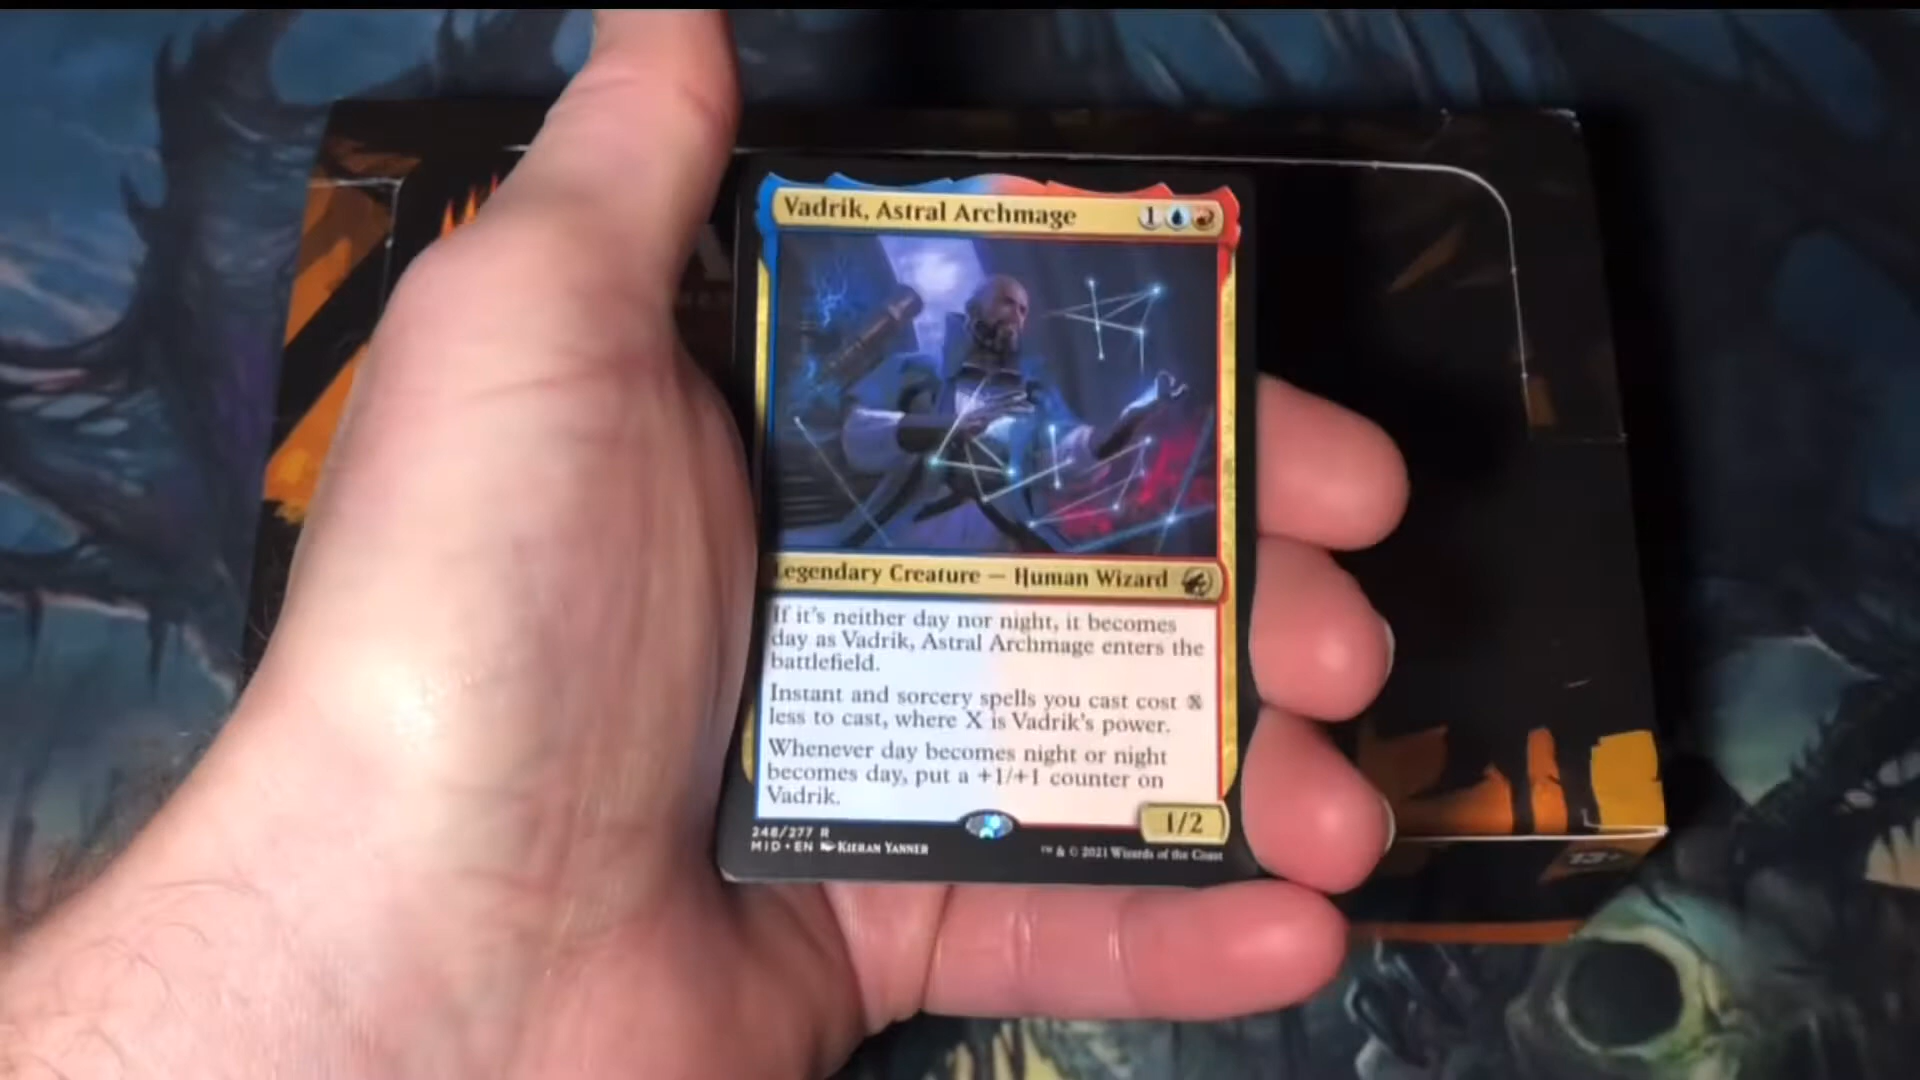 Vadrik, Astral Archmage 1
Legendary Creature — Human Wizard
If it's neither day nor night, it becomes
day as Vadrik, Astral Archmage enters the
battlefield.
Instant and sorcery spells you cast cost X
less to cast, where X is Vadrik's power.
Whenever day becomes night or night
becomes day, put a +1/+1 counter on
Vadrik.
1/2
248/277 R
MID • EN KIERAN YANNER
™ & © 2021 Wizards of the Coast
13+